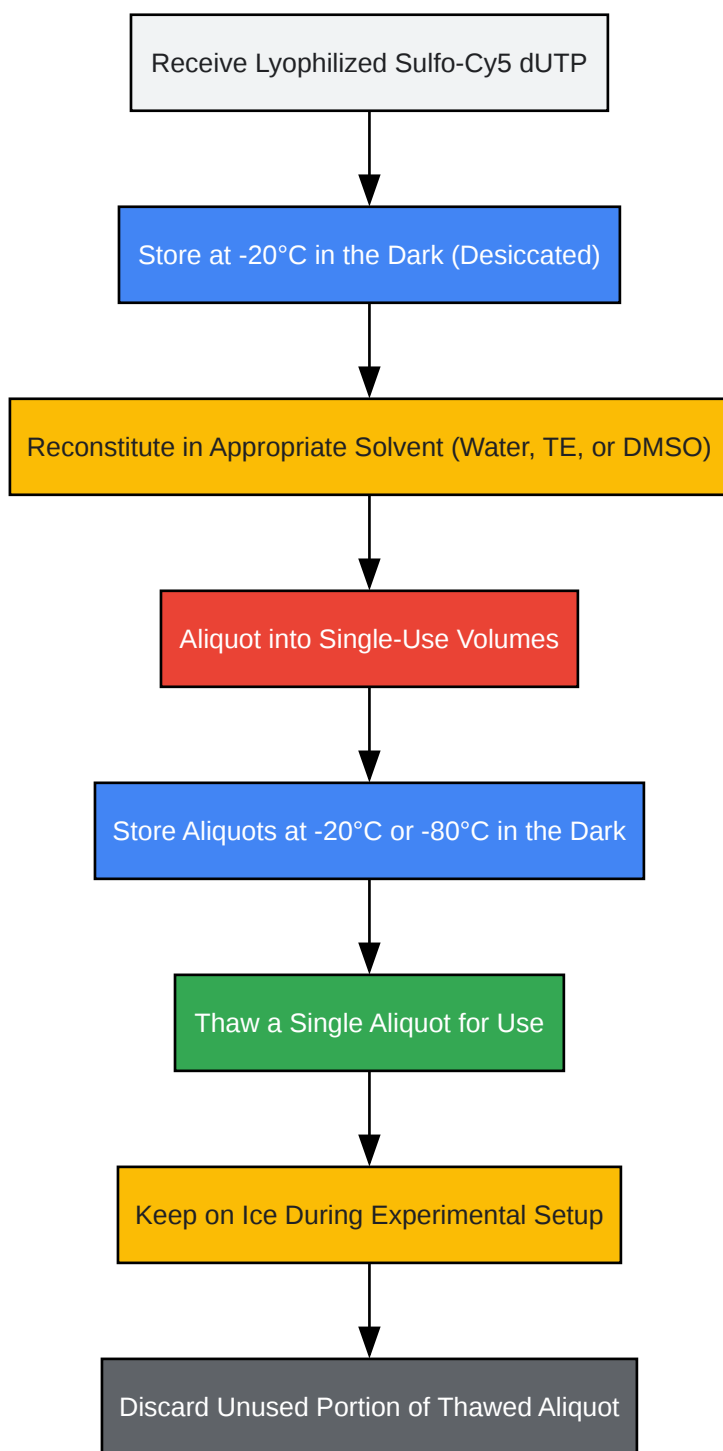 Receive Lyophilized Sulfo-Cy5 dUTP
Store at -20°C in the Dark (Desiccated)
Reconstitute in Appropriate Solvent (Water, TE, or DMSO)
Aliquot into Single-Use Volumes
Store Aliquots at -20°C or -80°C in the Dark
Thaw a Single Aliquot for Use
Keep on Ice During Experimental Setup
Discard Unused Portion of Thawed Aliquot